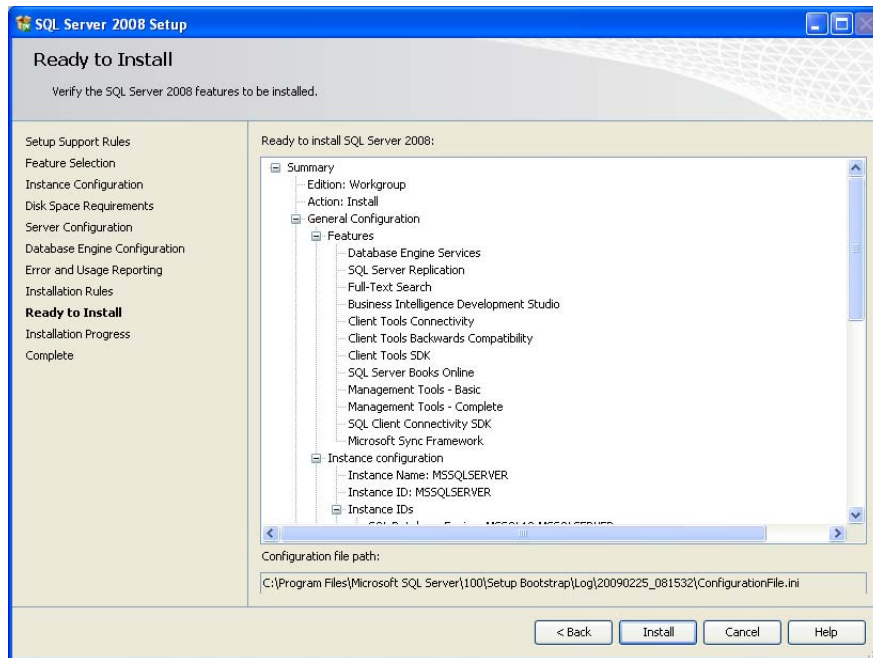 SQL Server 2008 Setup
Ready to Install
Verify the SQL Server 2008 features to be installed.
Setup Support Rules
Feature Selection
Instance Configuration
Disk Space Requirements
Server Configuration
Database Engine Configuration
Error and Usage Reporting
Installation Rules
Ready to Install
Installation Progress
Complete
Ready to install SQL Server 2008:
Summary
Edition: Workgroup
Action: Install
General Configuration
Features
Database Engine Services
SQL Server Replication
Full-Text Search
Business Intelligence Development Studio
Client Tools Connectivity
Client Tools Backwards Compatibility
Client Tools SDK
SQL Server Books Online
Management Tools - Basic
Management Tools - Complete
SQL Client Connectivity SDK
Microsoft Sync Framework
Instance configuration
Instance Name: MSSQLSERVER
Instance ID: MSSQLSERVER
Instance IDs
Configuration file path:
C:\Program Files\Microsoft SQL Server\100\Setup Bootstrap\Log\20090225_081532\ConfigurationFile.ini
< Back Install Cancel Help